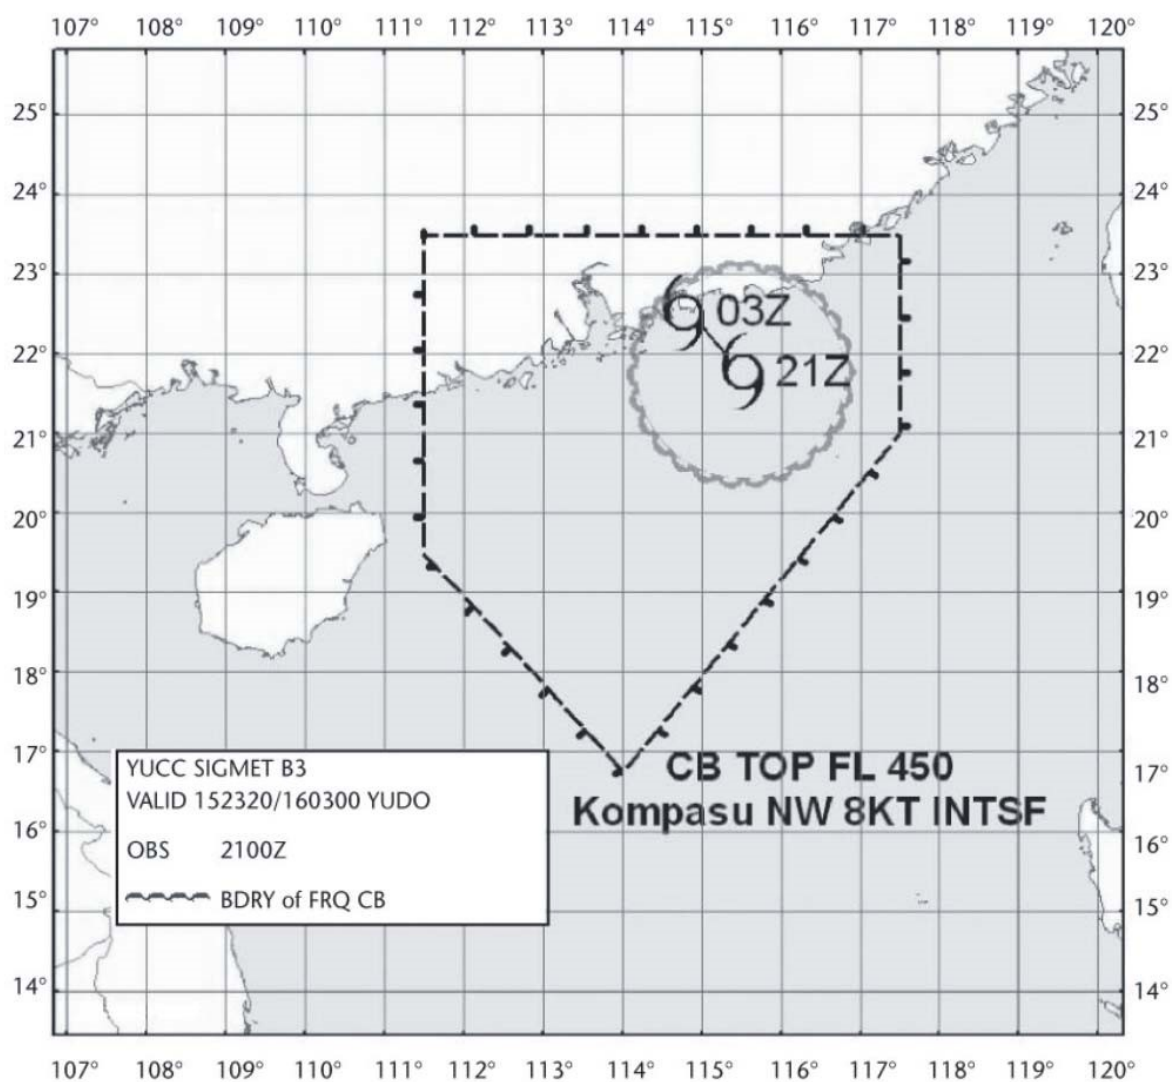 107° 108° 109° 110° 111° 112° 113° 114° 115° 116° 117° 118° 119° 120°
25° 25°
24° 24°
23° 23°
03Z
22° 22°
21Z
21° 21°
20° 20°
19° 19°
18° 18°
17° 17°
CB TOP FL 450
Kompasu NW 8KT INTSF
YUCC SIGMET B3
VALID 152320/160300 YUDO
OBS 2100Z
BDRY of FRQ CB
16° 16°
15° 15°
14° 14°
107° 108° 109° 110° 111° 112° 113° 114° 115° 116° 117° 118° 119° 120°